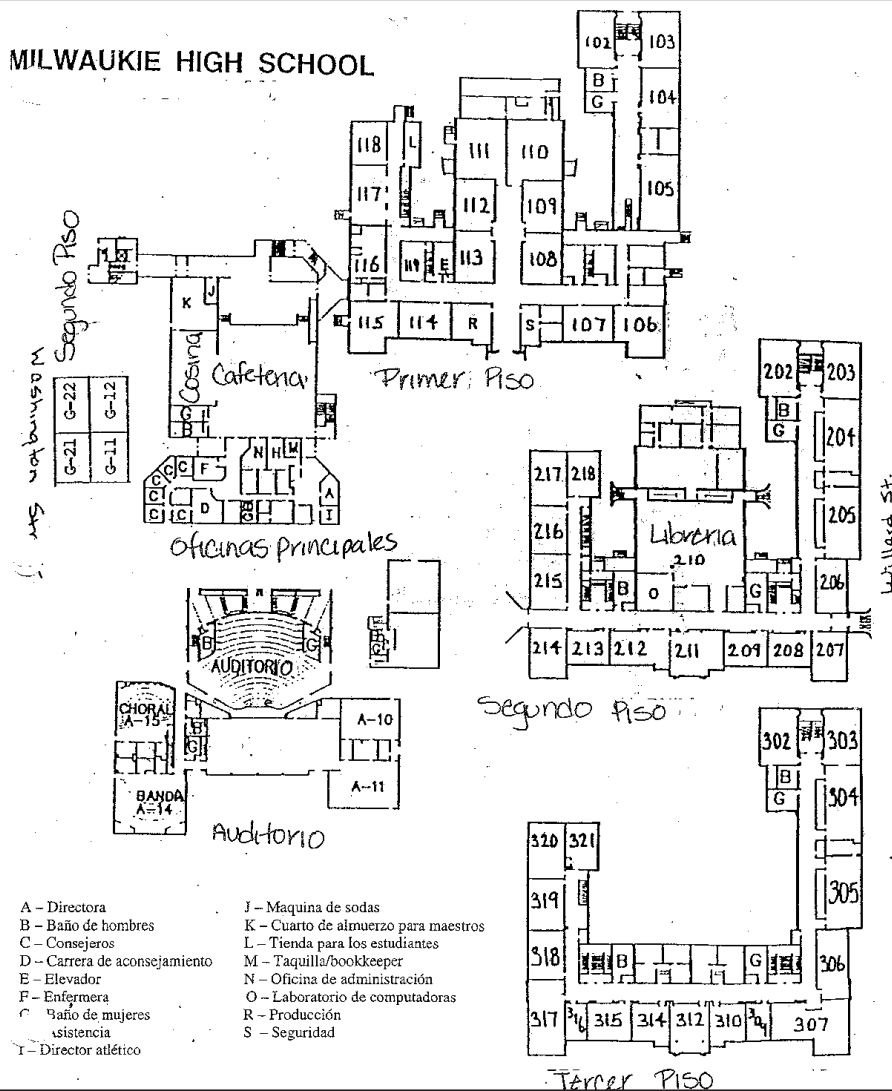 MILWAUKIE HIGH SCHOOL
102
103
B
G
104
105
118
L
117
111
110
112
109
116
119
E
113
108
115
114
R
S
107
106
Primer Piso
Segundo Piso
K
J
Cosina
Cafeteria
G
B
G-22
G-12
G-21
G-11
Washington St.
N
H
M
C
C
C
F
C
A
C
C
D
B
G
I
Oficinas principales
202
203
B
G
204
217
218
205
216
Libreria
210
215
B
O
G
206
214
213
212
211
209
208
207
Segundo Piso
Willard St.
B
G
AUDITORIO
B
G
CHORAL
A-15
B
G
A-10
BANDA
A-14
A-11
Auditorio
302
303
B
G
304
320
321
305
319
318
B
G
306
317
316
315
314
312
310
309
307
Tercer Piso
A – Directora
B – Baño de hombres
C – Consejeros
D – Carrera de aconsejamiento
E – Elevador
F – Enfermera
Baño de mujeres
sistencia
I – Director atlético
J – Maquina de sodas
K – Cuarto de almuerzo para maestros
L – Tienda para los estudiantes
M – Taquilla/bookkeeper
N – Oficina de administración
O – Laboratorio de computadoras
R – Producción
S – Seguridad